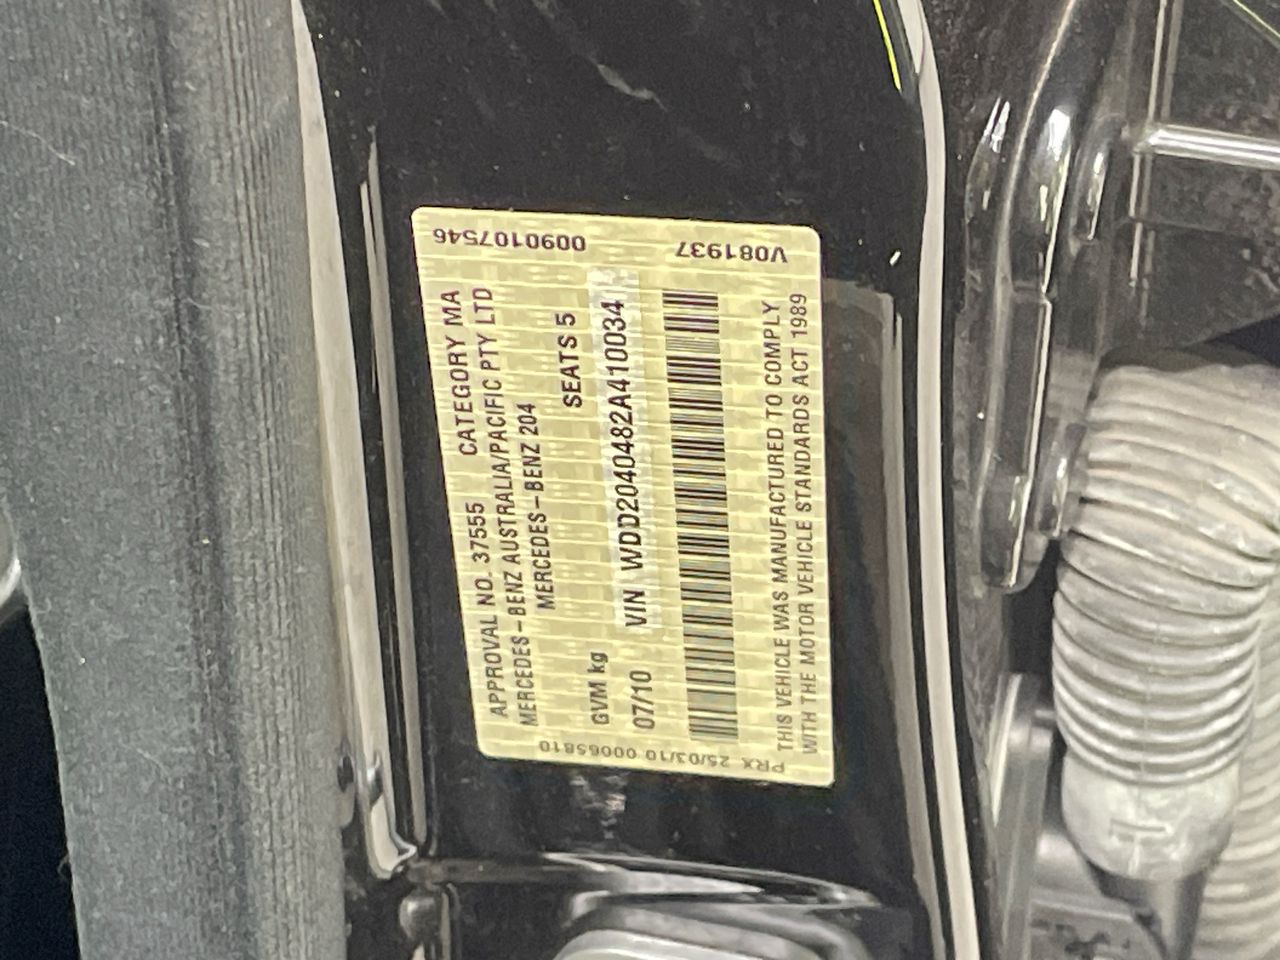 APPROVAL NO. 37555 CATEGORY MA
MERCEDES-BENZ AUSTRALIA/PACIFIC PTY LTD
MERCEDES-BENZ 204
SEATS 5
GVM kg
07/10 VIN WDD2040482A410034
THIS VEHICLE WAS MANUFACTURED TO COMPLY
WITH THE MOTOR VEHICLE STANDARDS ACT 1989
0090107546
V081937
PRX 25/03/10 00065810